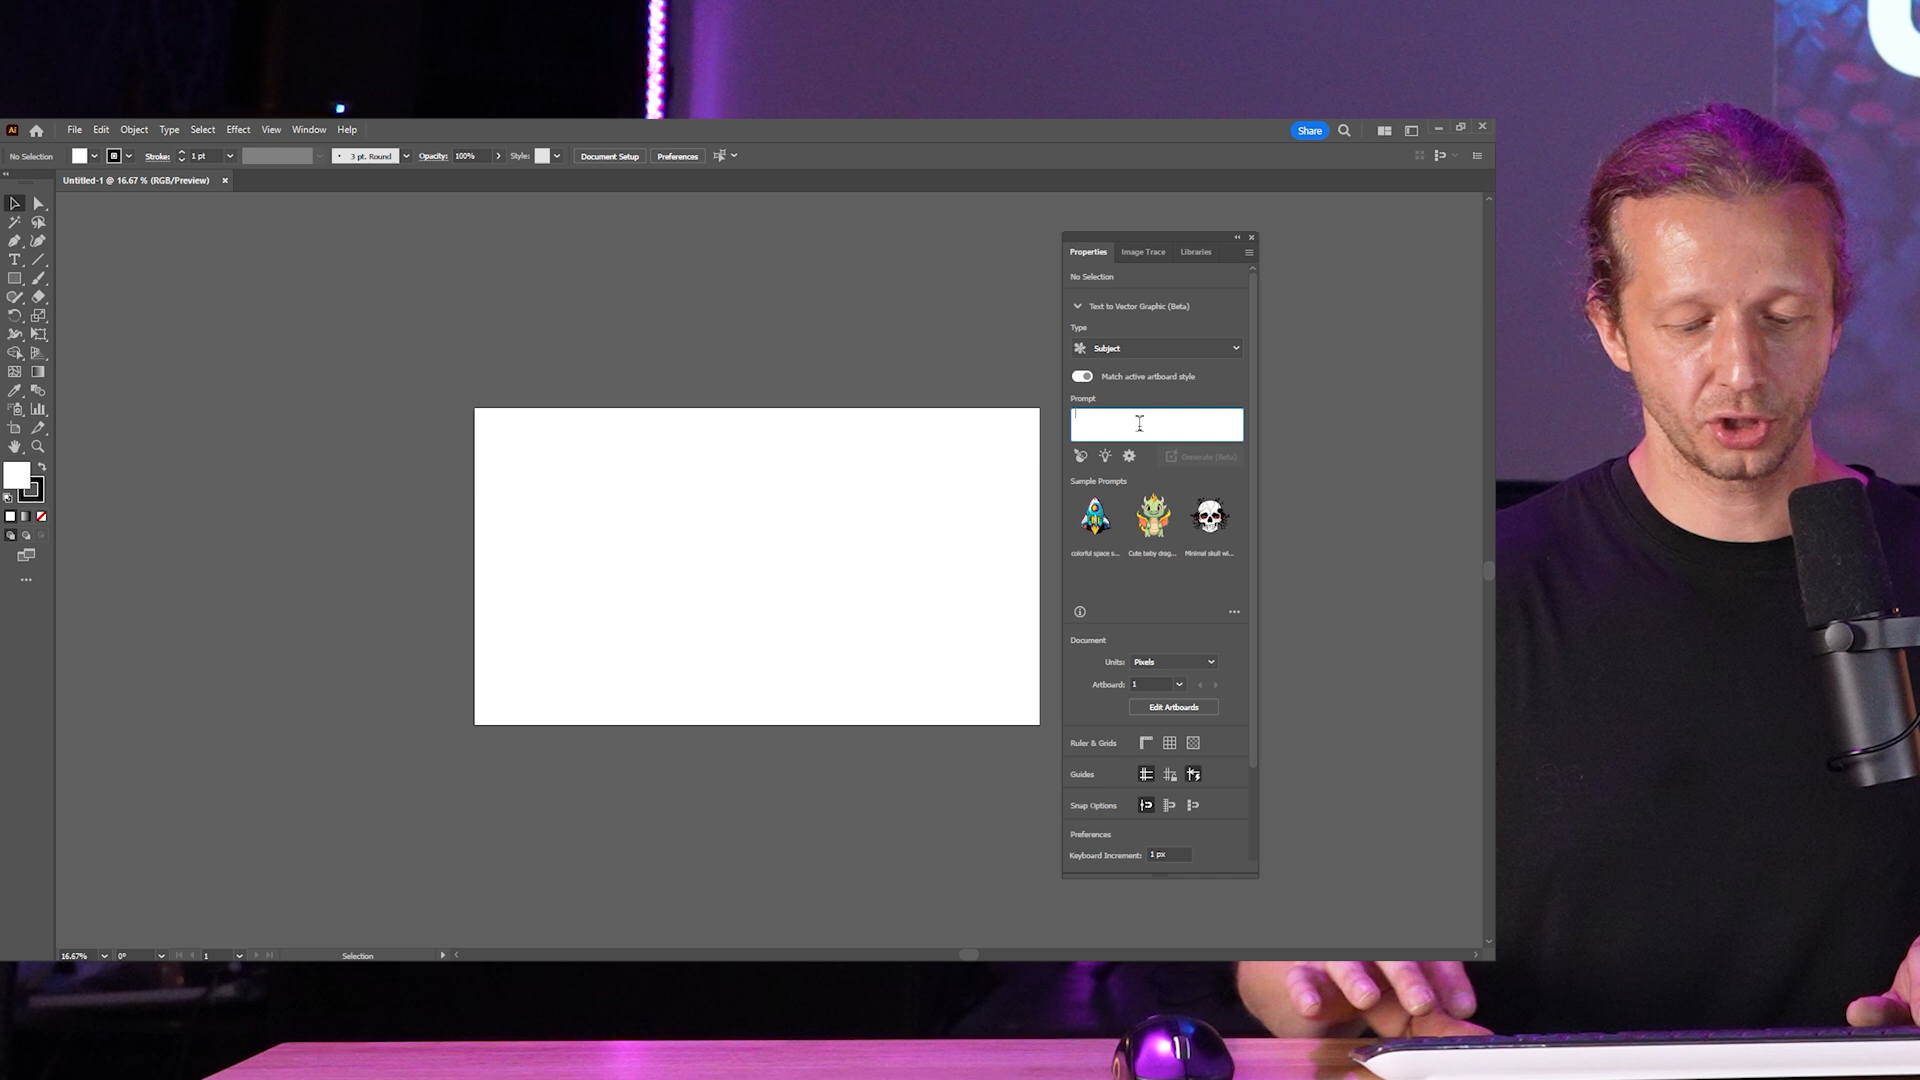 Ai
File Edit Object Type Select Effect View Window Help
Share
No Selection
Stroke: 1 pt
3 pt. Round
Opacity: 100%
Style:
Document Setup
Preferences
Untitled-1 @ 16.67 % (RGB/Preview)
Properties Image Trace Libraries
No Selection
Text to Vector Graphic (Beta)
Type
Subject
Match active artboard style
Prompt
Generate (Beta)
Sample Prompts
colorful space s... Cute baby drag... Minimal skull wi...
Document
Units: Pixels
Artboard: 1
Edit Artboards
Ruler & Grids
Guides
Snap Options
Preferences
Keyboard Increment: 1 px
16.67% 0° 1 Selection